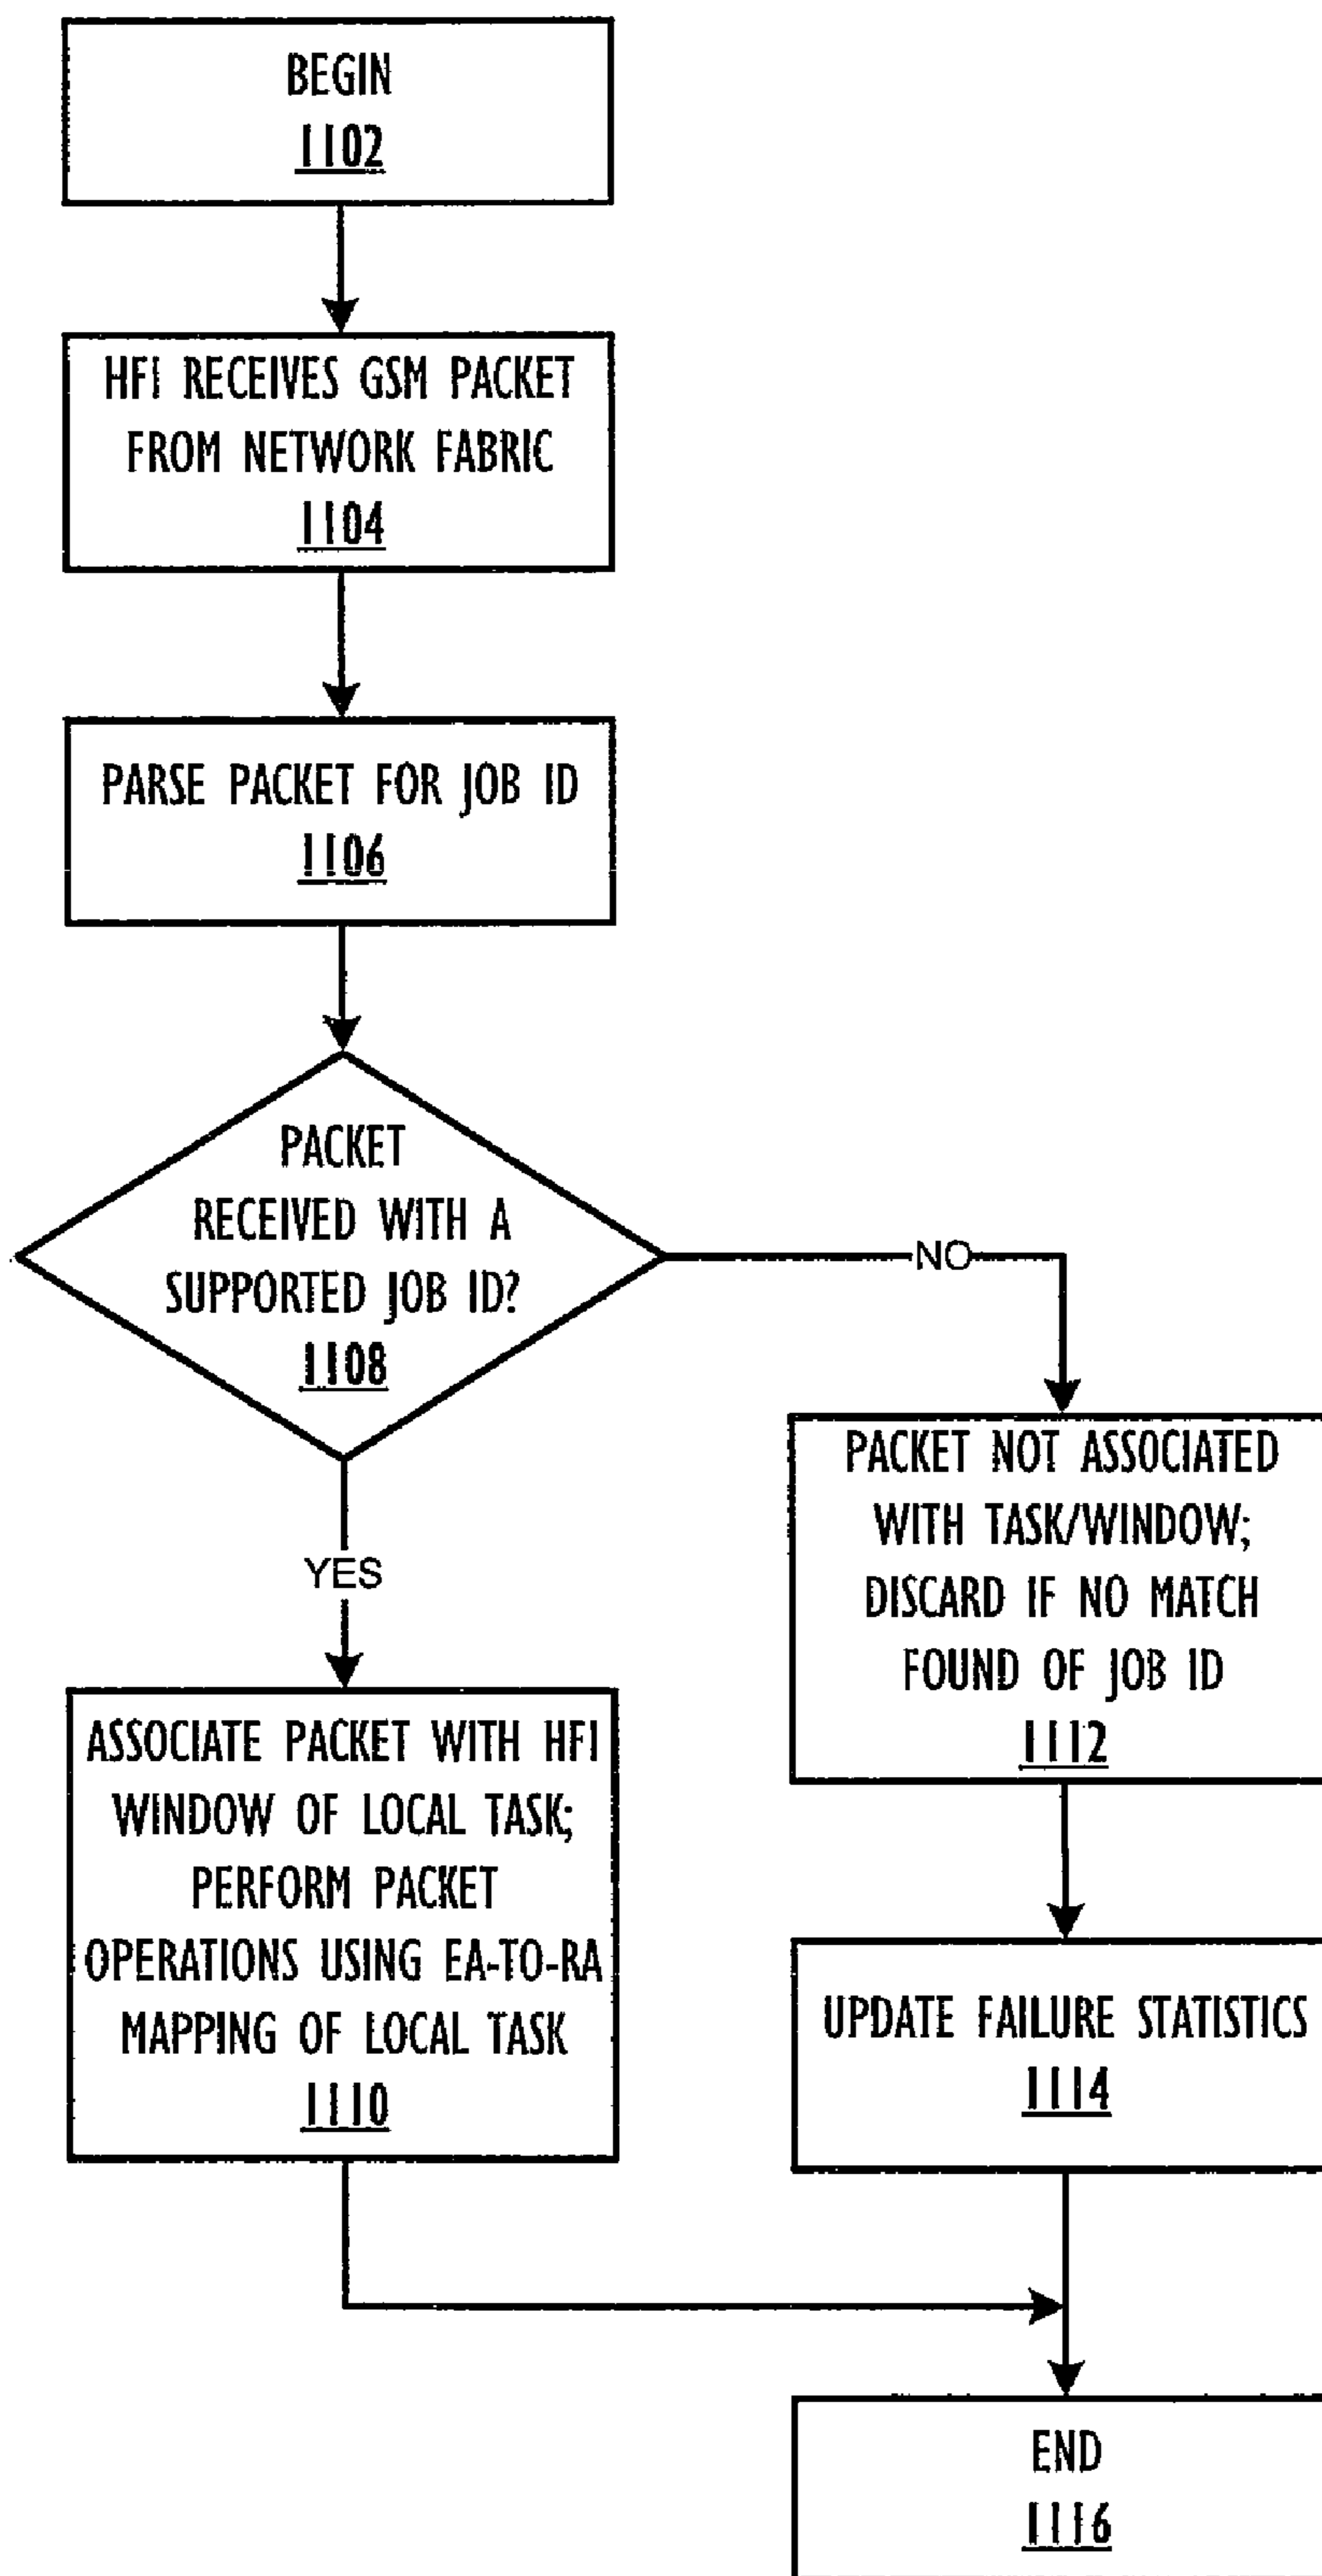 BEGIN
1102
HFI RECEIVES GSM PACKET
FROM NETWORK FABRIC
1104
PARSE PACKET FOR JOB ID
1106
PACKET
RECEIVED WITH A
SUPPORTED JOB ID?
1108
NO
YES
PACKET NOT ASSOCIATED
WITH TASK/WINDOW;
DISCARD IF NO MATCH
FOUND OF JOB ID
1112
ASSOCIATE PACKET WITH HFI
WINDOW OF LOCAL TASK;
PERFORM PACKET
OPERATIONS USING EA-TO-RA
MAPPING OF LOCAL TASK
1110
UPDATE FAILURE STATISTICS
1114
END
1116